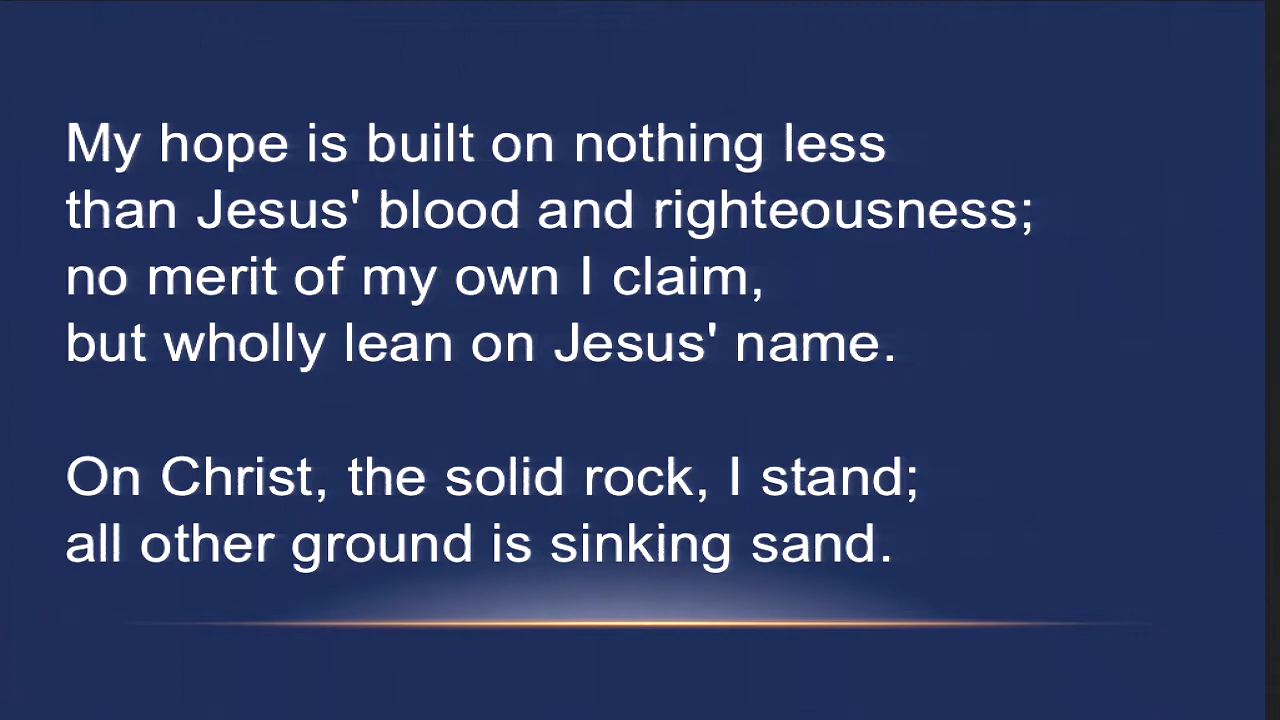 My hope is built on nothing less
than Jesus' blood and righteousness;
no merit of my own I claim,
but wholly lean on Jesus' name.
On Christ, the solid rock, I stand;
all other ground is sinking sand.